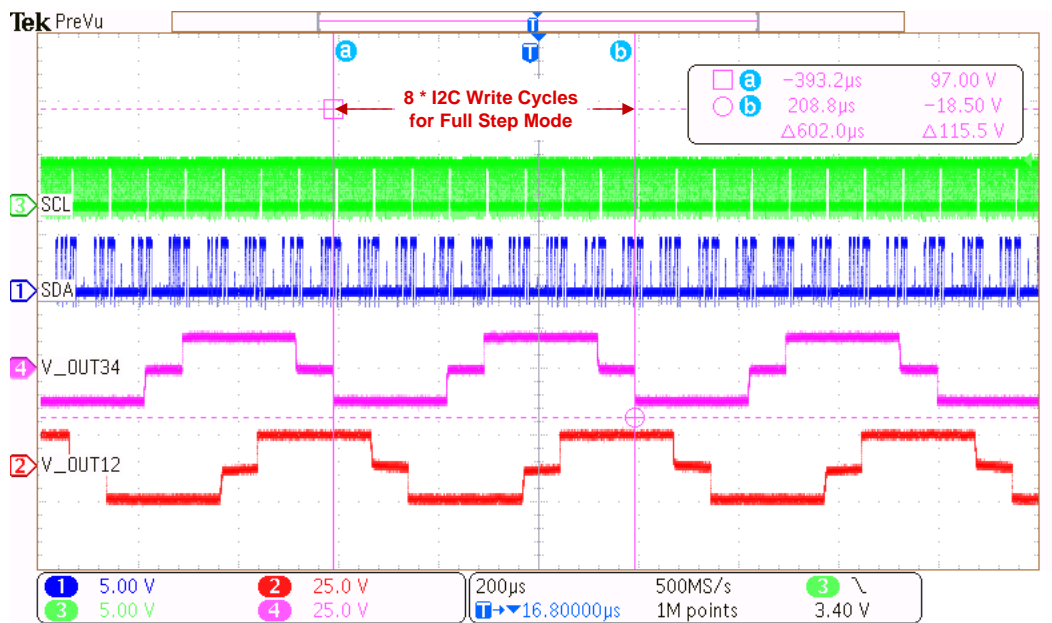 Tek PreVu
T
a
T
b
a -393.2µs 97.00 V
b 208.8µs -18.50 V
Δ602.0µs Δ115.5 V
8 * I2C Write Cycles
for Full Step Mode
3 SCL
1 SDA
4 V_OUT34
2 V_OUT12
1 5.00 V 2 25.0 V 200µs 500MS/s 3
3 5.00 V 4 25.0 V T→▼16.80000µs 1M points 3.40 V